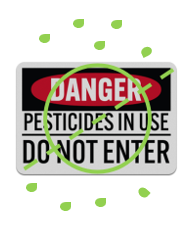 DANGER
PESTICIDES IN USE
DO NOT ENTER